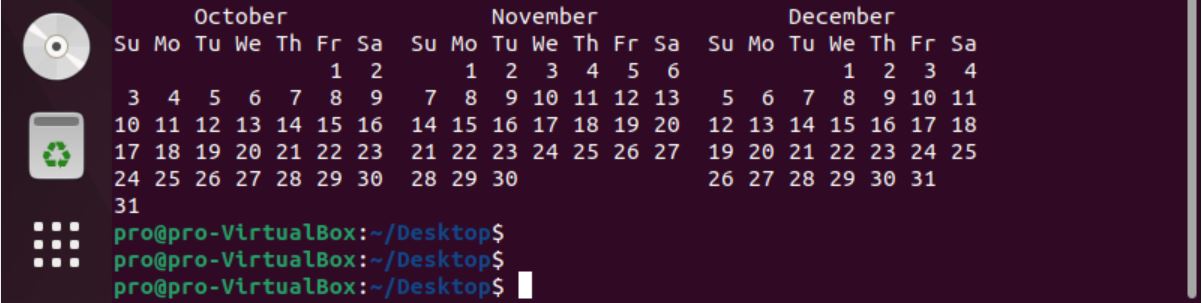 October               November              December
Su Mo Tu We Th Fr Sa  Su Mo Tu We Th Fr Sa  Su Mo Tu We Th Fr Sa
                1  2      1  2  3  4  5  6            1  2  3  4
 3  4  5  6  7  8  9   7  8  9 10 11 12 13   5  6  7  8  9 10 11
10 11 12 13 14 15 16  14 15 16 17 18 19 20  12 13 14 15 16 17 18
17 18 19 20 21 22 23  21 22 23 24 25 26 27  19 20 21 22 23 24 25
24 25 26 27 28 29 30  28 29 30              26 27 28 29 30 31
31
pro@pro-VirtualBox:~/Desktop$
pro@pro-VirtualBox:~/Desktop$
pro@pro-VirtualBox:~/Desktop$